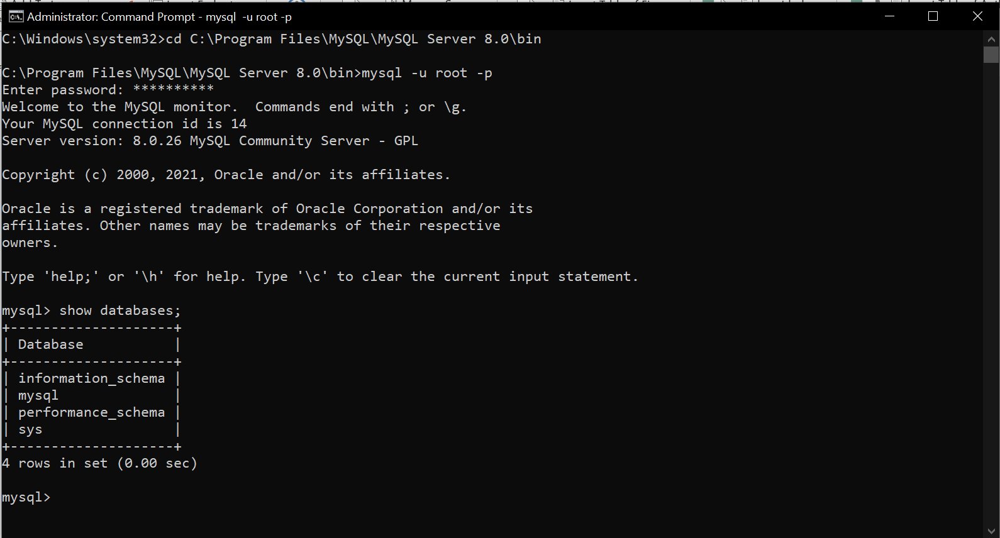 Administrator: Command Prompt - mysql  -u root -p
C:\Windows\system32>cd C:\Program Files\MySQL\MySQL Server 8.0\bin
C:\Program Files\MySQL\MySQL Server 8.0\bin>mysql -u root -p
Enter password: **********
Welcome to the MySQL monitor.  Commands end with ; or \g.
Your MySQL connection id is 14
Server version: 8.0.26 MySQL Community Server - GPL
Copyright (c) 2000, 2021, Oracle and/or its affiliates.
Oracle is a registered trademark of Oracle Corporation and/or its
affiliates. Other names may be trademarks of their respective
owners.
Type 'help;' or '\h' for help. Type '\c' to clear the current input statement.
mysql> show databases;
+--------------------+
| Database           |
+--------------------+
| information_schema |
| mysql              |
| performance_schema |
| sys                |
+--------------------+
4 rows in set (0.00 sec)
mysql>